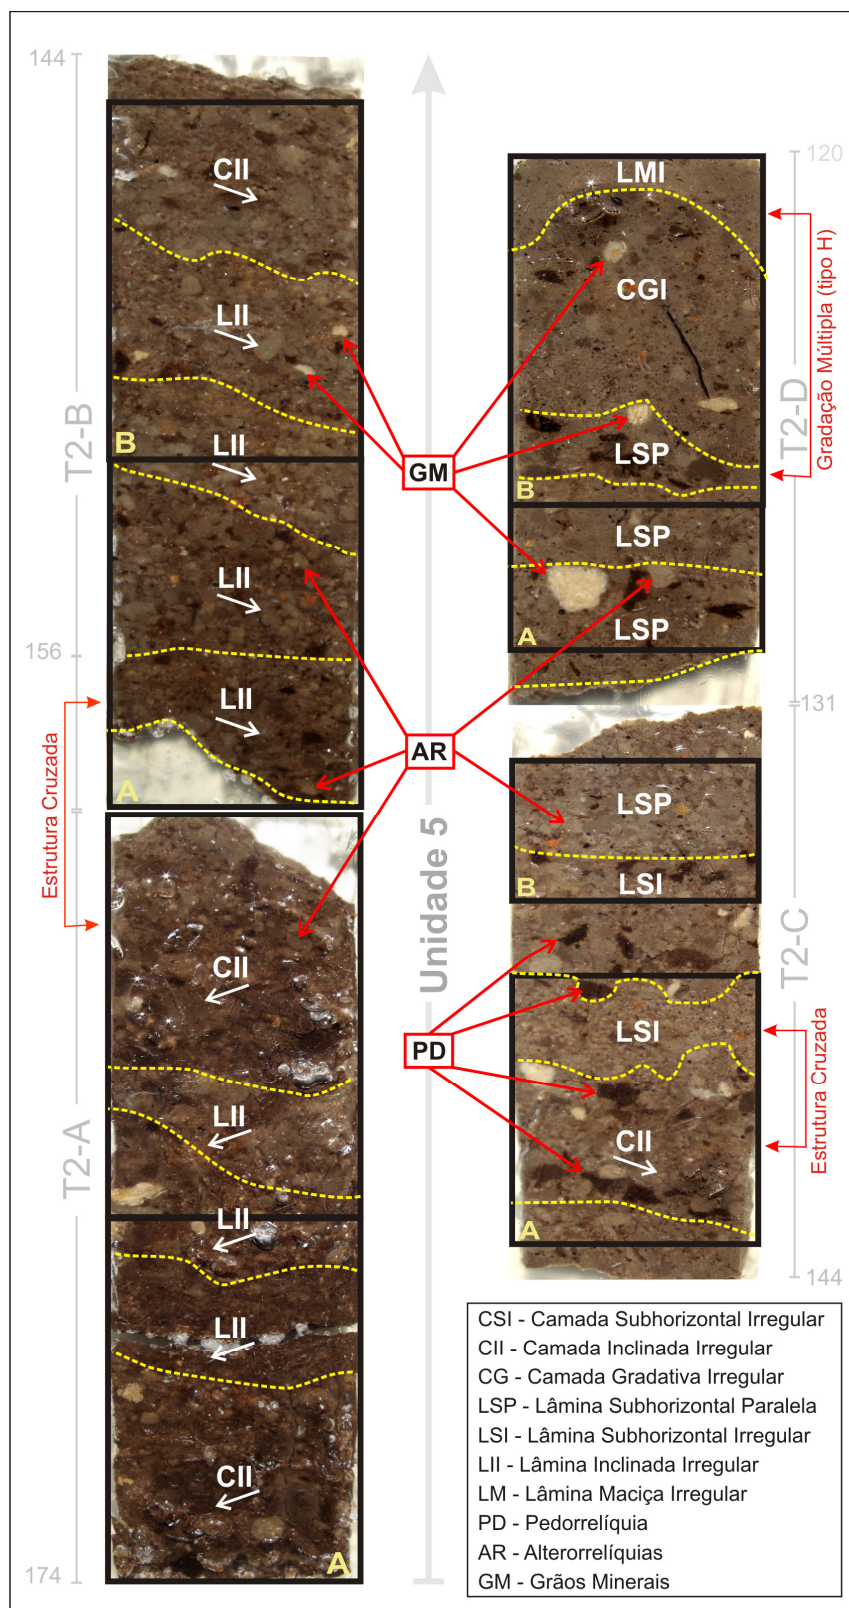 144
CII
LII
B
T2-B
LII
LII
156
LII
A
Estrutura Cruzada
CII
LII
T2-A
LII
LII
CII
A
174
Unidade 5
GM
AR
PD
120
LMI
CGI
LSP
B
T2-D
Gradação Múltipla (tipo H)
LSP
LSP
A
131
LSP
LSI
B
T2-C
LSI
CII
A
Estrutura Cruzada
144
CSI - Camada Subhorizontal Irregular
CII - Camada Inclinada Irregular
CG - Camada Gradativa Irregular
LSP - Lâmina Subhorizontal Paralela
LSI - Lâmina Subhorizontal Irregular
LII - Lâmina Inclinada Irregular
LM - Lâmina Maciça Irregular
PD - Pedorrelíquia
AR - Alterorrelíquias
GM - Grãos Minerais